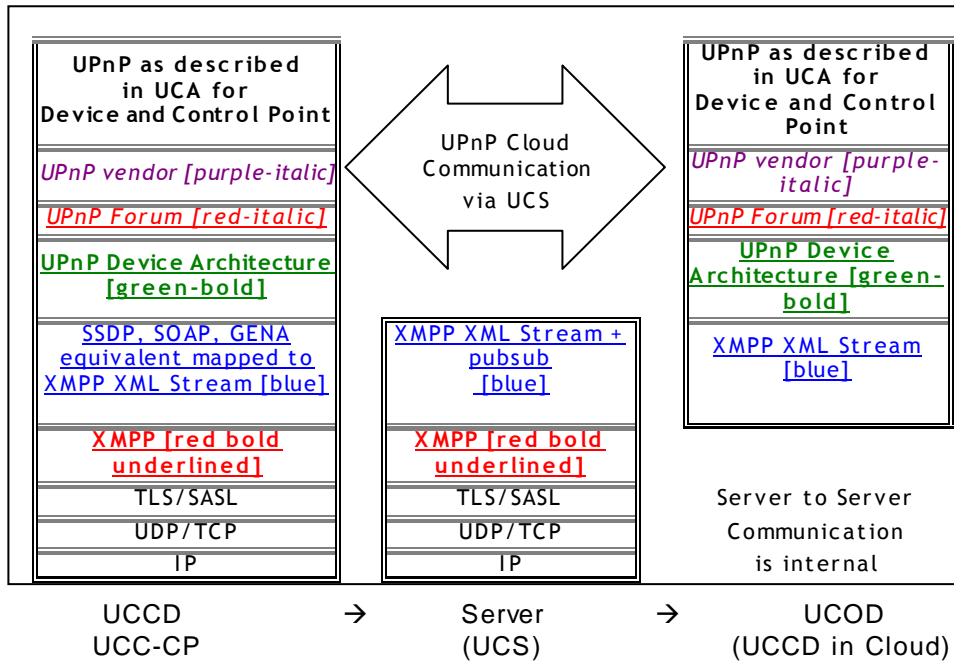 UPnP as described
in UCA for
Device and Control Point
UPnP vendor [purple-italic]
UPnP Forum [red-italic]
UPnP Device Architecture
[green-bold]
SSDP, SOAP, GENA
equivalent mapped to
XMPP XML Stream [blue]
XMPP [red bold
underlined]
TLS/SASL
UDP/TCP
IP
UPnP Cloud
Communication
via UCS
XMPP XML Stream +
pubsub
[blue]
XMPP [red bold
underlined]
TLS/SASL
UDP/TCP
IP
UPnP as described
in UCA for
Device and Control
Point
UPnP vendor [purple-
italic]
UPnP Forum [red-italic]
UPnP Device
Architecture [green-
bold]
XMPP XML Stream
[blue]
Server to Server
Communication
is internal
UCCD → Server → UCOD
UCC-CP (UCS) (UCCD in Cloud)